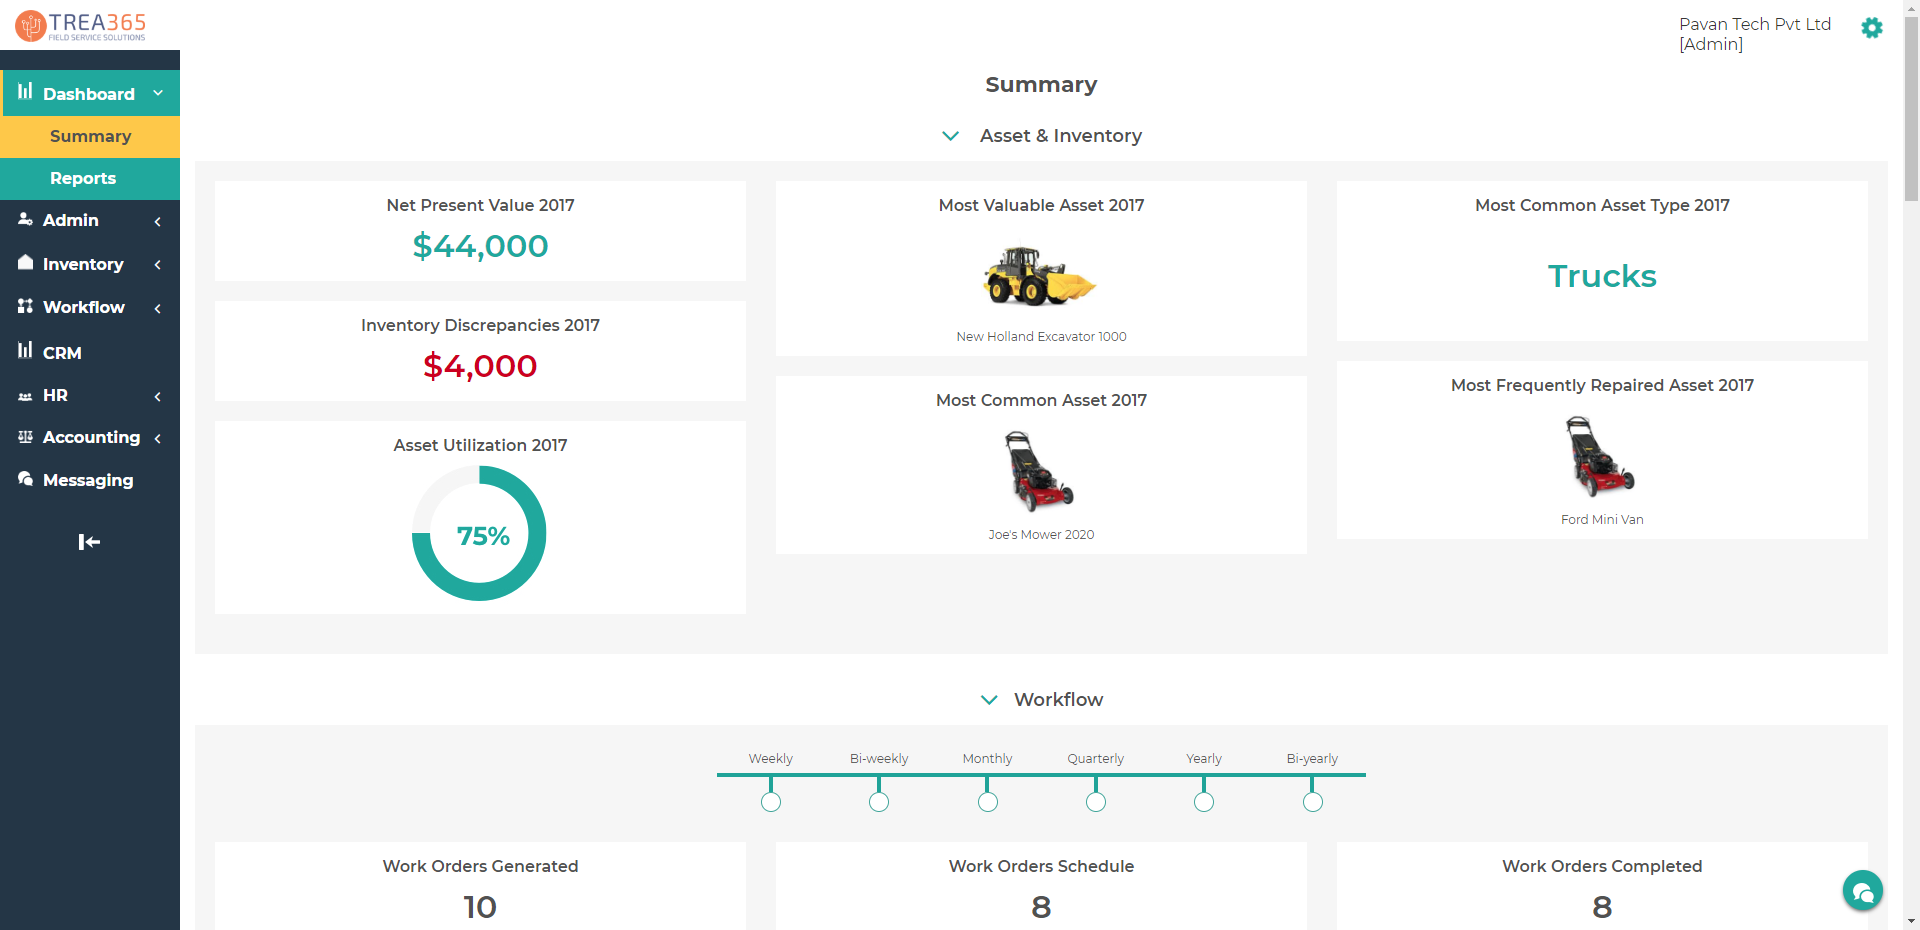 TREA365
FIELD SERVICE SOLUTIONS
Pavan Tech Pvt Ltd
[Admin]
Dashboard
Summary
Reports
Admin
Inventory
Workflow
CRM
HR
Accounting
Messaging
Summary
Asset & Inventory
Net Present Value 2017
$44,000
Inventory Discrepancies 2017
$4,000
Asset Utilization 2017
75%
Most Valuable Asset 2017
New Holland Excavator 1000
Most Common Asset 2017
Joe's Mower 2020
Most Common Asset Type 2017
Trucks
Most Frequently Repaired Asset 2017
Ford Mini Van
Workflow
Weekly Bi-weekly Monthly Quarterly Yearly Bi-yearly
Work Orders Generated
10
Work Orders Schedule
8
Work Orders Completed
8